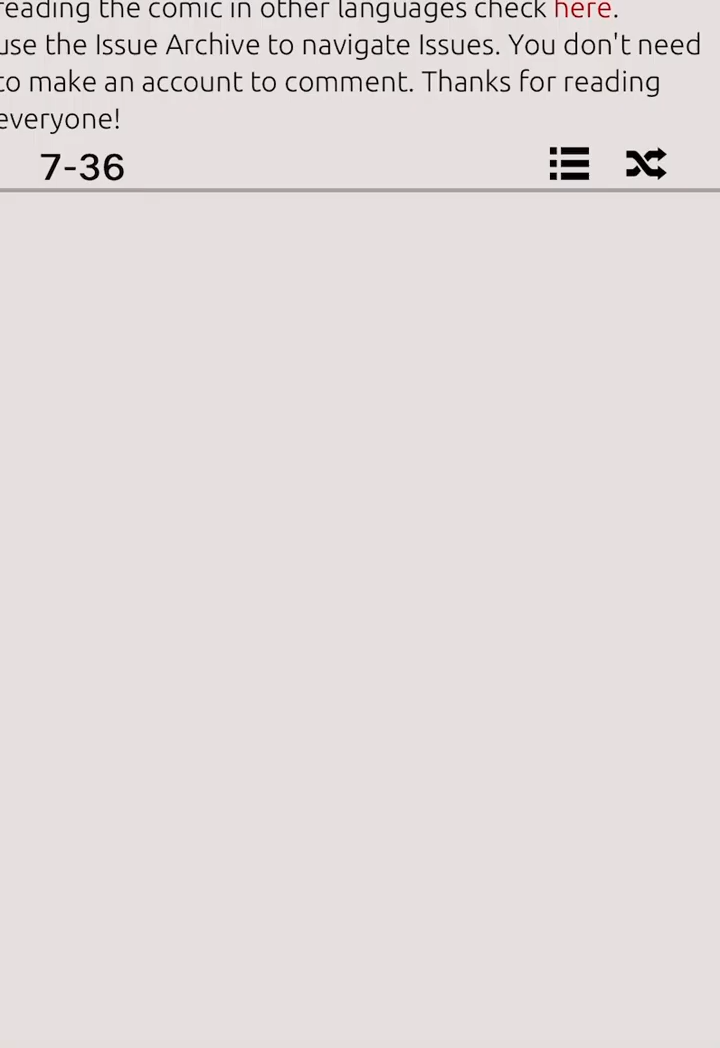 reading the comic in other languages check here.
use the Issue Archive to navigate Issues. You don't need
to make an account to comment. Thanks for reading
everyone!
7-36